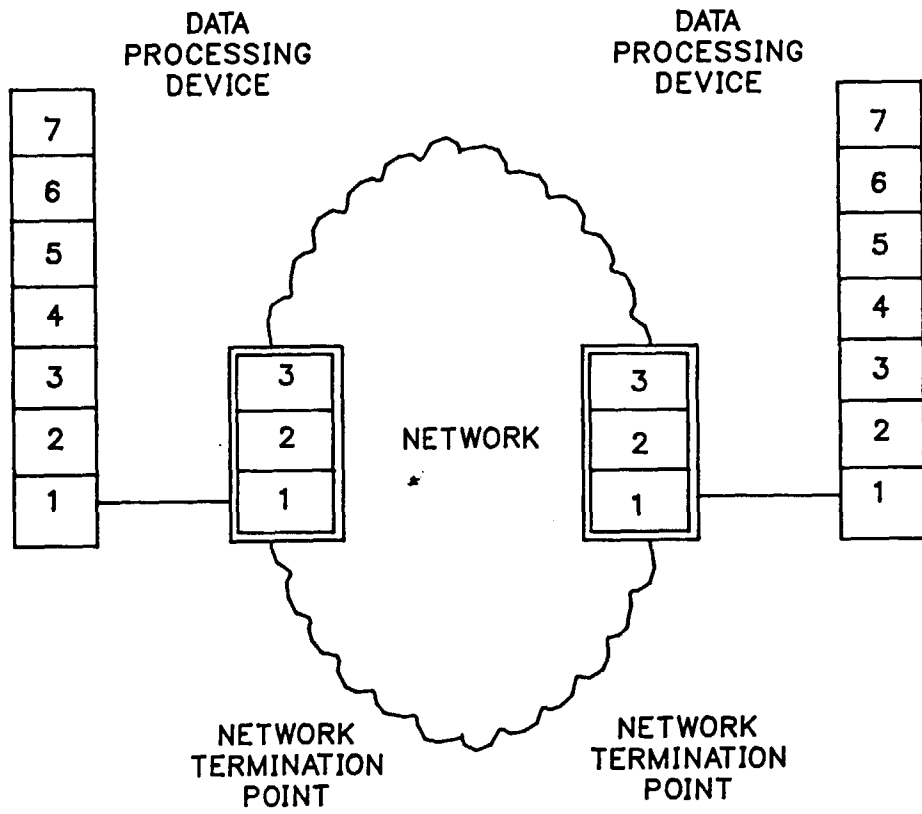 DATA
PROCESSING
DEVICE
DATA
PROCESSING
DEVICE
7
6
5
4
3
2
1
3
2
1
NETWORK
3
2
1
7
6
5
4
3
2
1
NETWORK
TERMINATION
POINT
NETWORK
TERMINATION
POINT